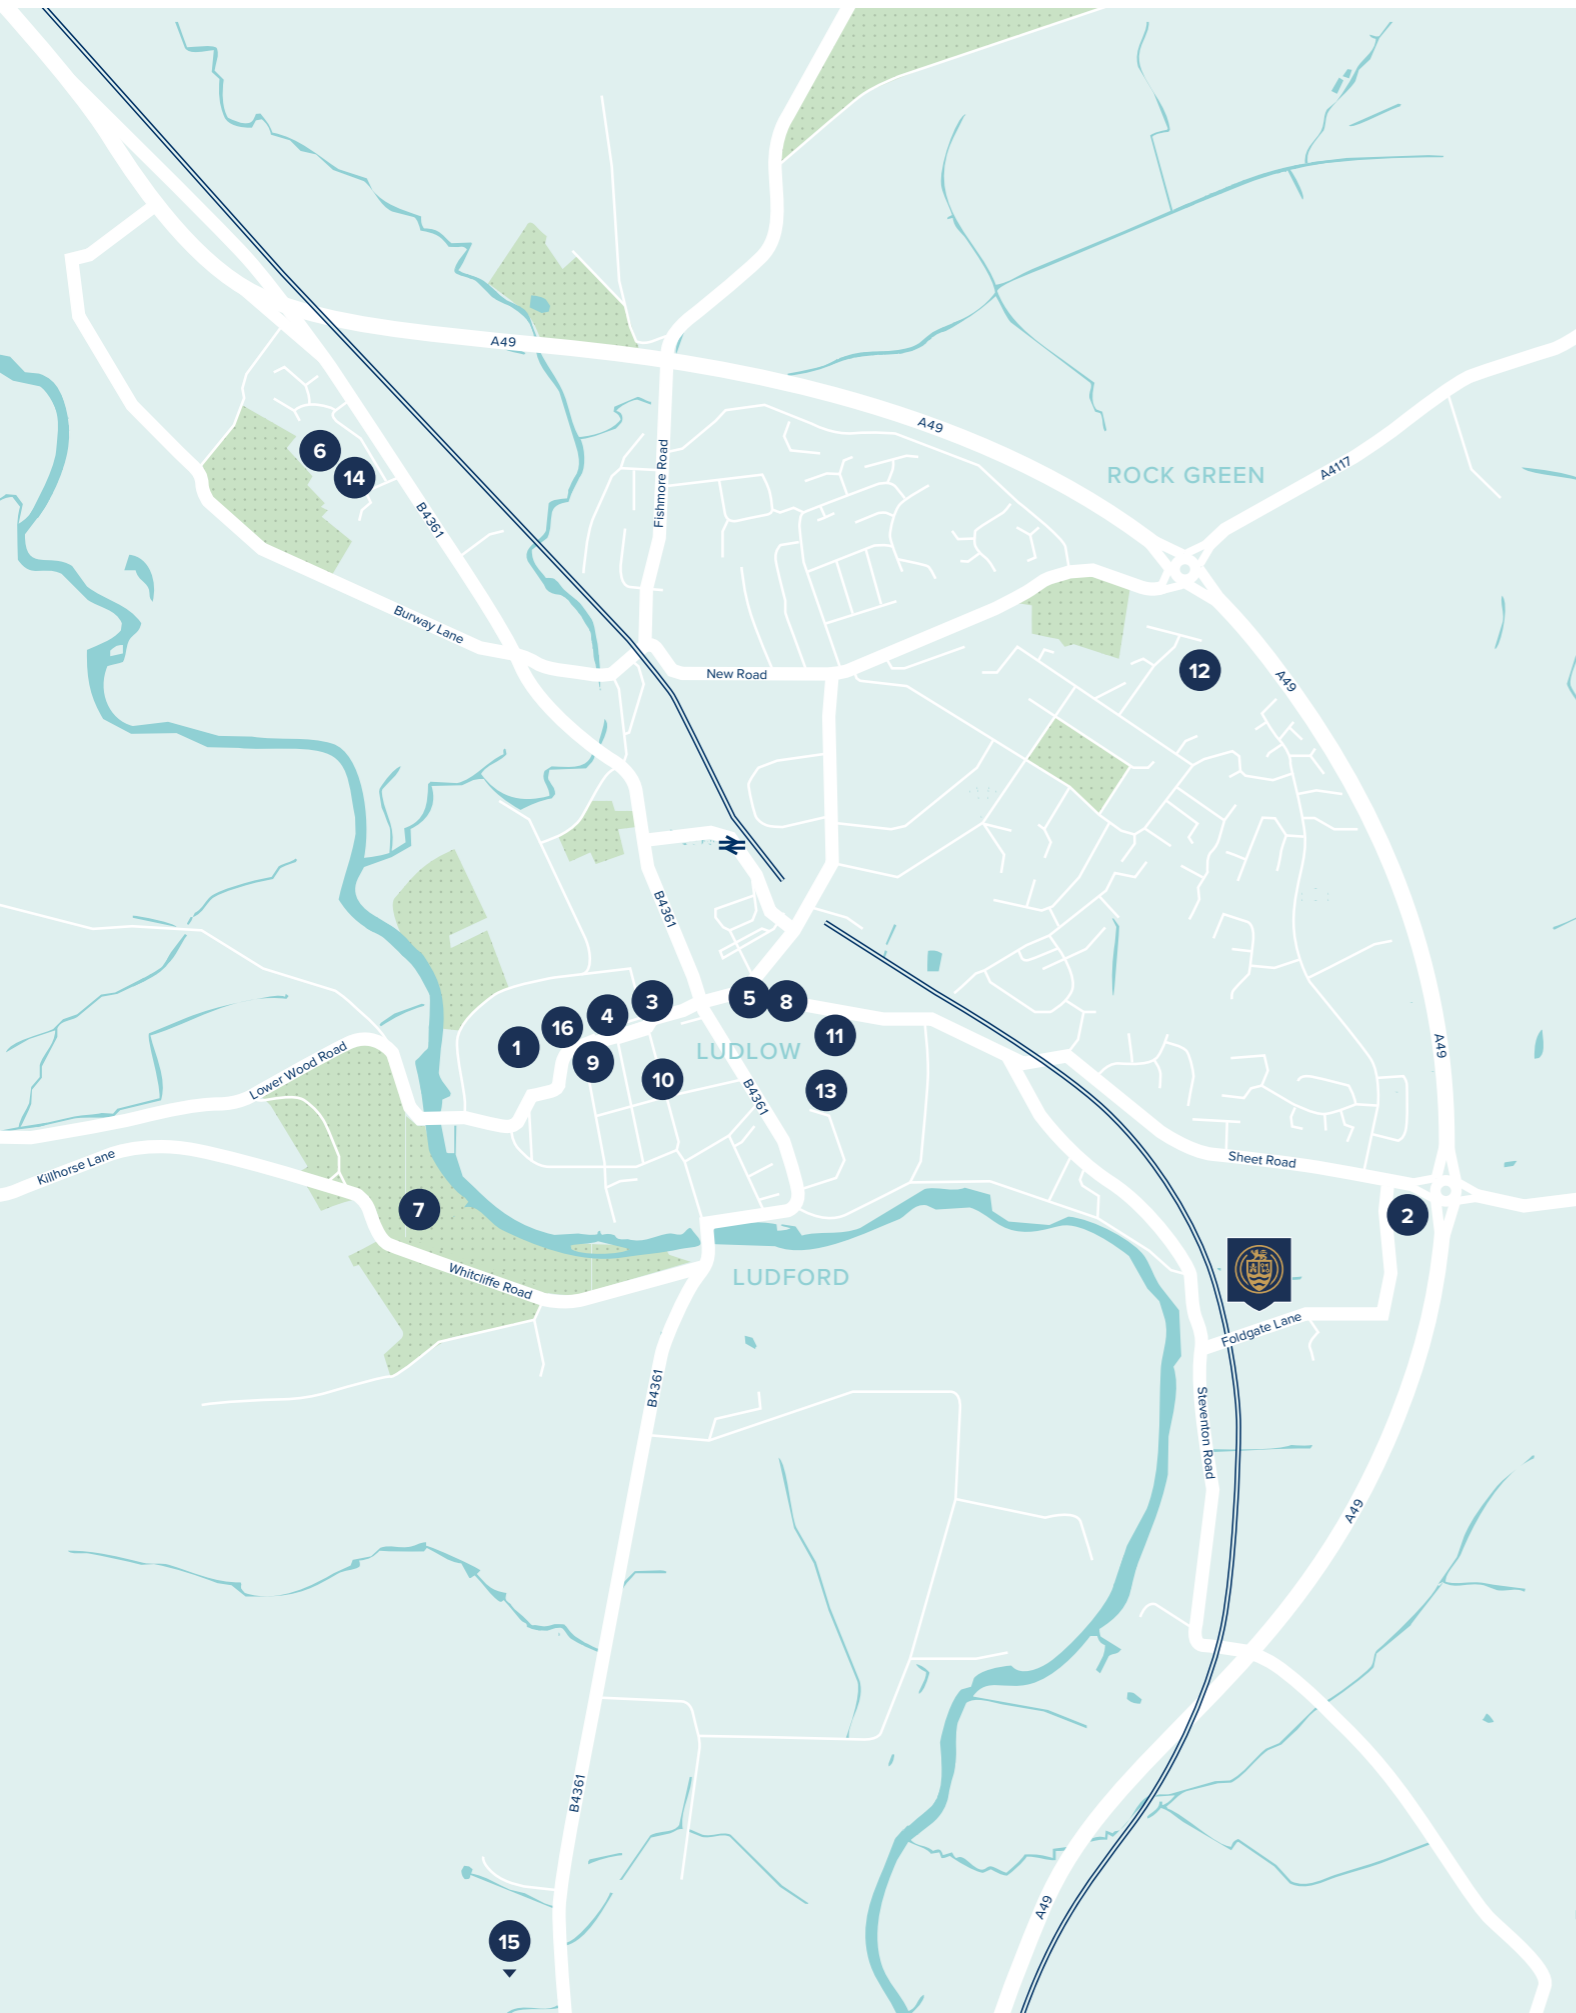 A49
A49
ROCK GREEN
A4117
6
14
Fishmore Road
B4361
Burway Lane
New Road
12
A49
B4361
3
5
8
4
16
11
1
9
LUDLOW
A49
10
13
B4361
Lower Wood Road
Killhorse Lane
Sheet Road
7
2
Whitcliffe Road
LUDFORD
Foldgate Lane
B4361
Steventon Road
A49
B4361
A49
15